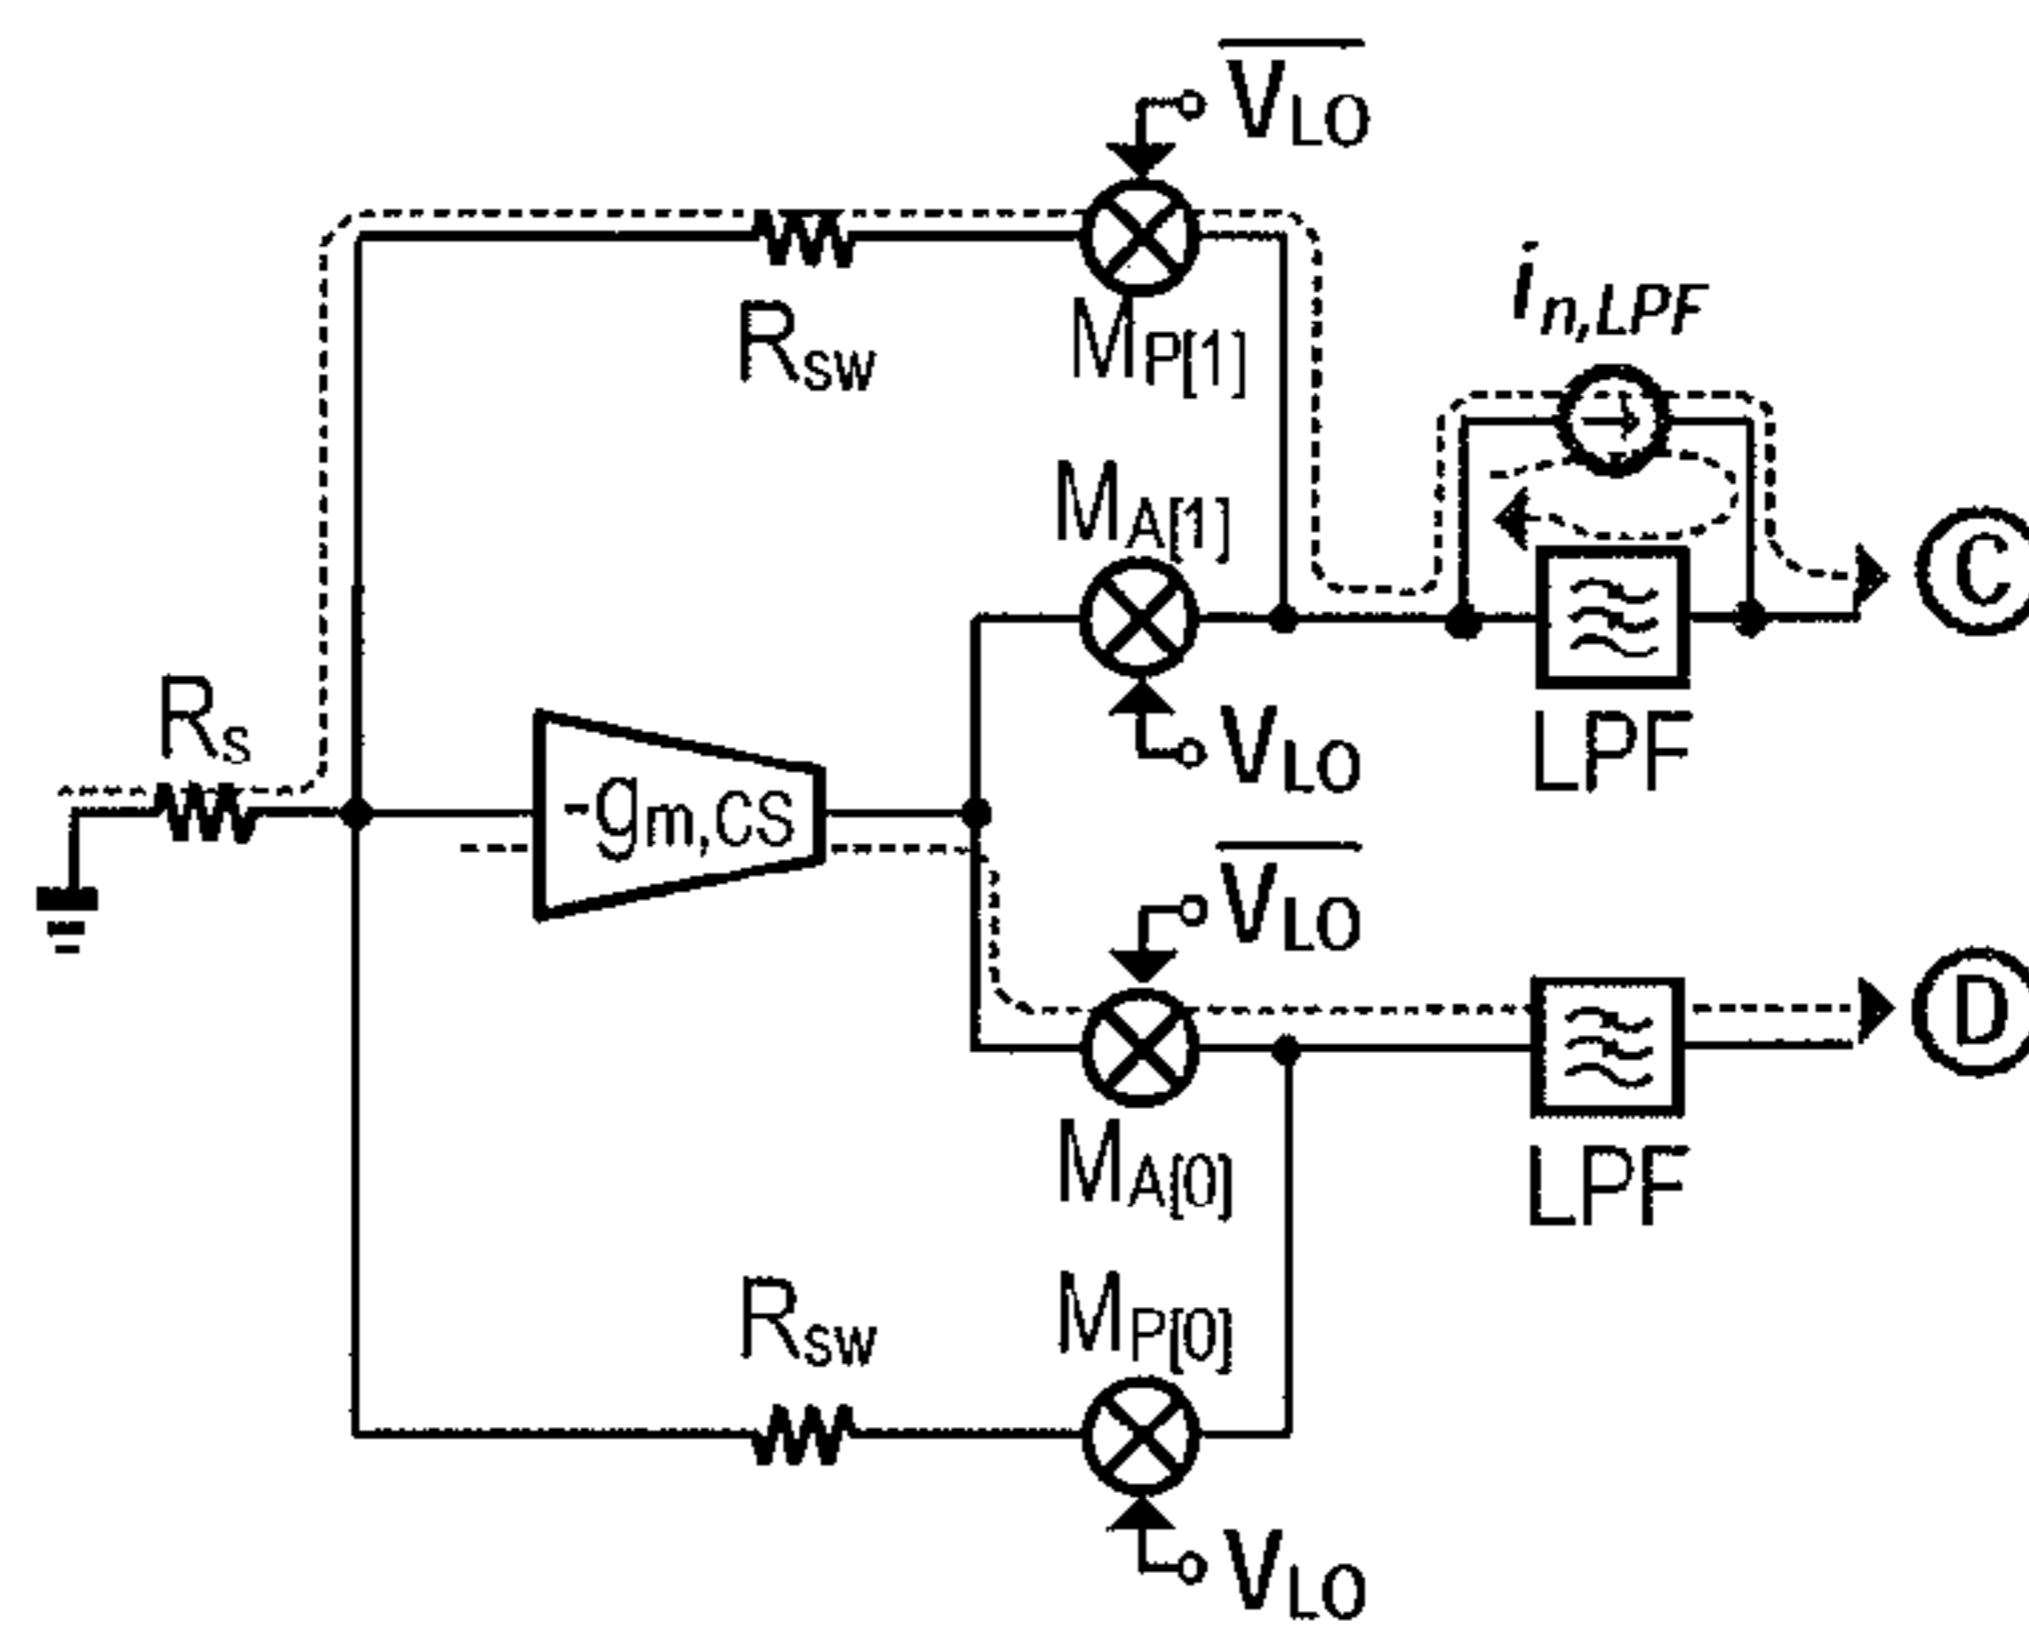 V̅LO
Rsw
MP[1]
in,LPF
MA[1]
C
Rs
-gm,CS
VLO
LPF
V̅LO
D
MA[0]
LPF
Rsw
MP[0]
VLO